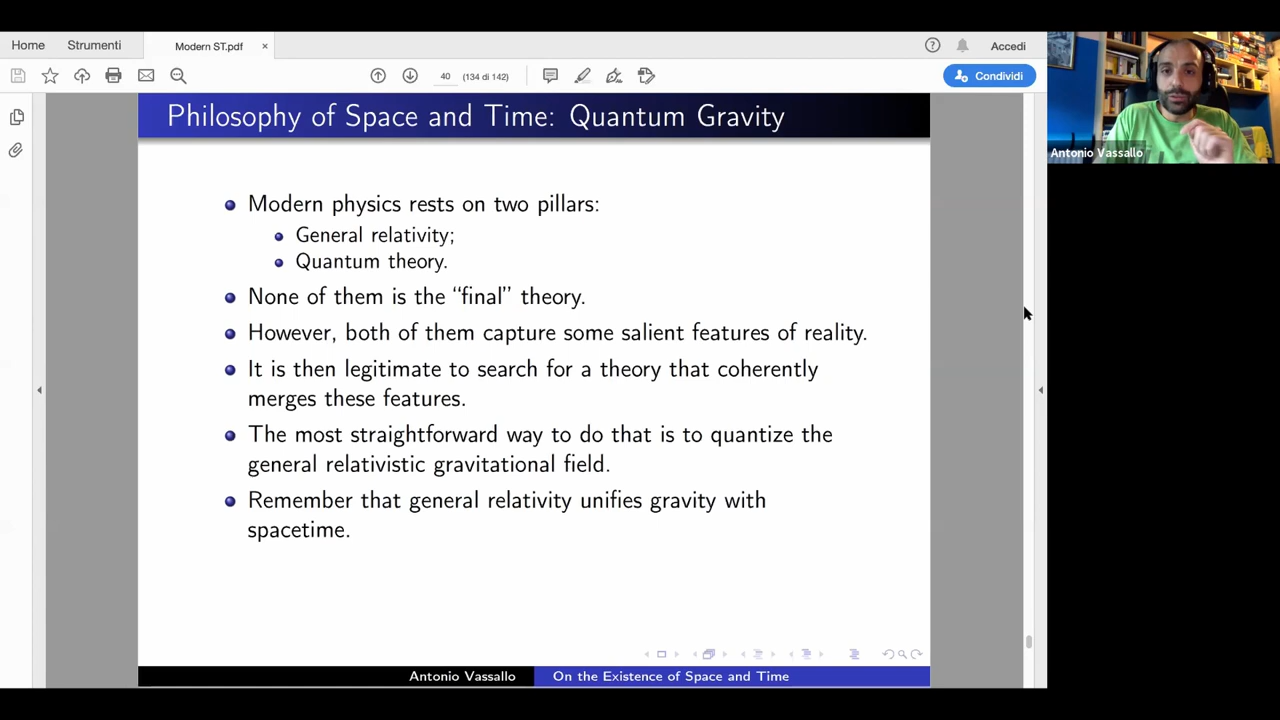 Home
Strumenti
Modern ST.pdf
×
Accedi
40
(134 di 142)
Condividi
Philosophy of Space and Time: Quantum Gravity
Modern physics rests on two pillars:
General relativity;
Quantum theory.
None of them is the “final” theory.
However, both of them capture some salient features of reality.
It is then legitimate to search for a theory that coherently
merges these features.
The most straightforward way to do that is to quantize the
general relativistic gravitational field.
Remember that general relativity unifies gravity with
spacetime.
Antonio Vassallo
On the Existence of Space and Time
Antonio Vassallo